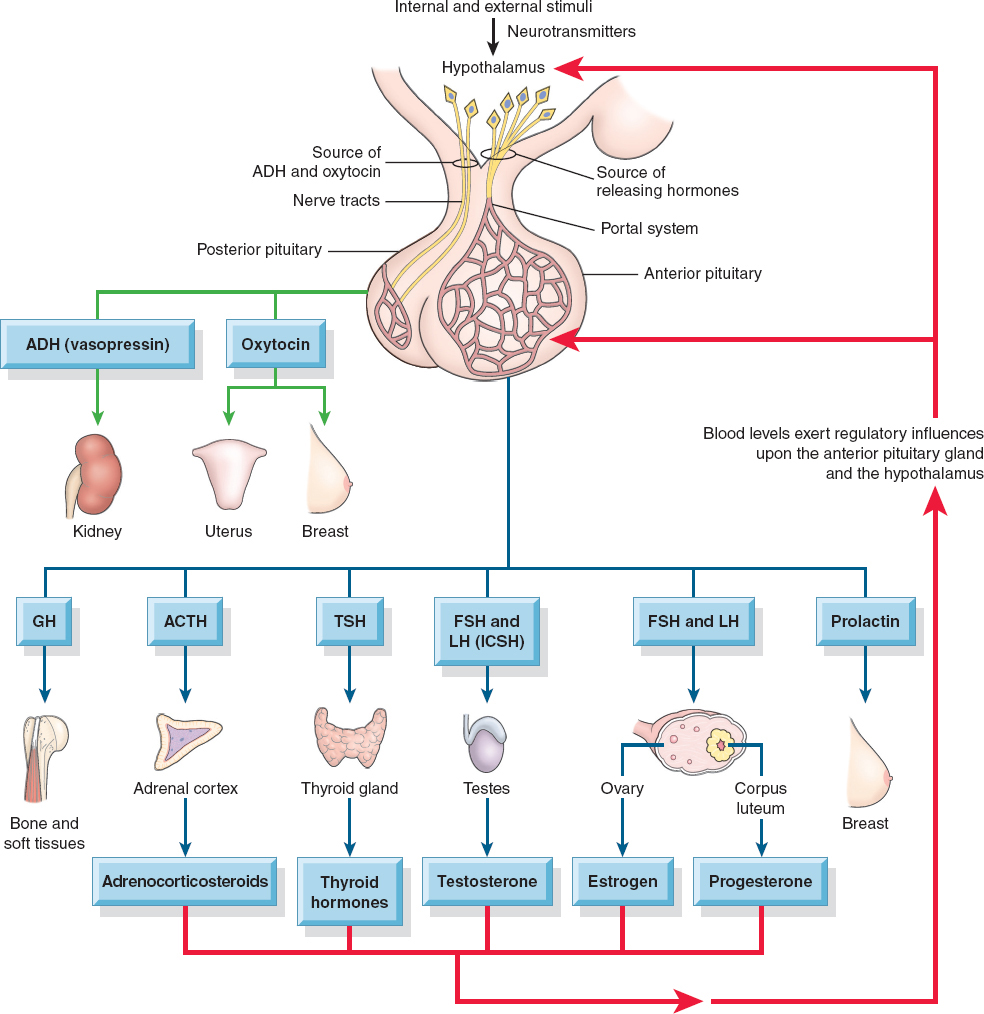 Internal and external stimuli
Neurotransmitters
Hypothalamus
Source of
ADH and oxytocin
Source of
releasing hormones
Nerve tracts
Portal system
Posterior pituitary
Anterior pituitary
ADH (vasopressin)
Oxytocin
Blood levels exert regulatory influences
upon the anterior pituitary gland
and the hypothalamus
Kidney
Uterus
Breast
GH
ACTH
TSH
FSH and
LH (ICSH)
FSH and LH
Prolactin
Bone and
soft tissues
Adrenal cortex
Thyroid gland
Testes
Ovary
Corpus
luteum
Breast
Adrenocorticosteroids
Thyroid
hormones
Testosterone
Estrogen
Progesterone